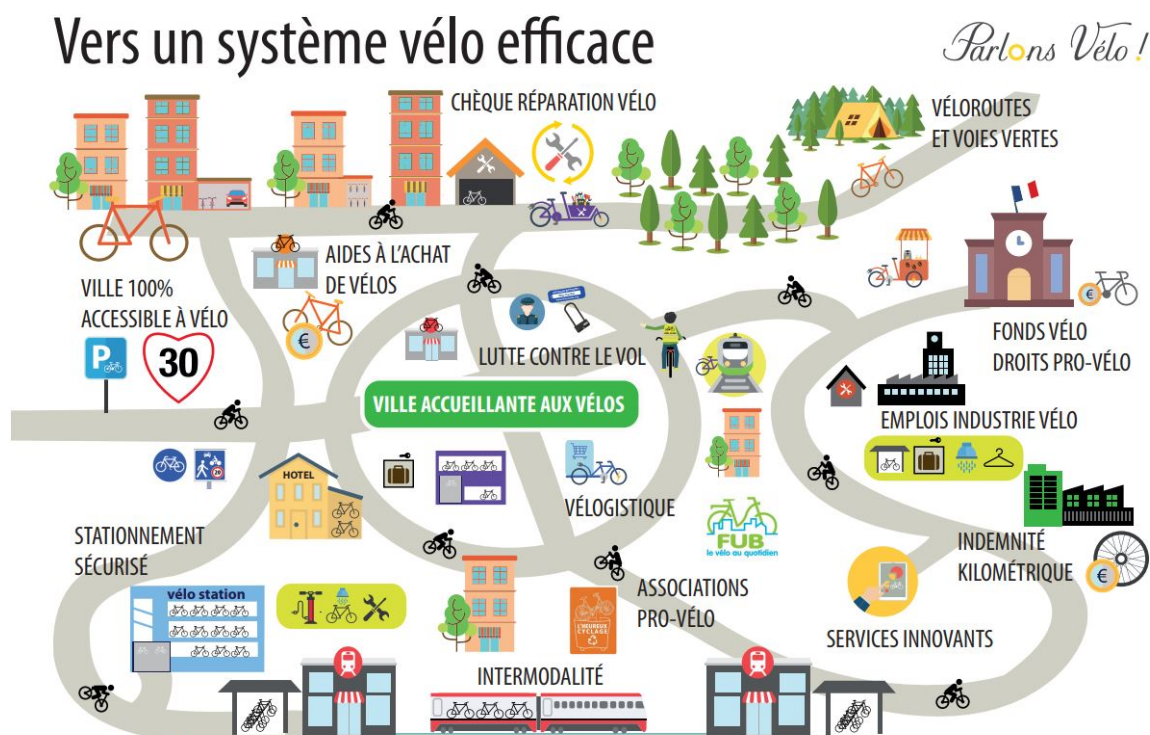 Vers un système vélo efficace
Parlons Vélo !
CHÈQUE RÉPARATION VÉLO
VÉLOROUTES
ET VOIES VERTES
AIDES À L'ACHAT
DE VÉLOS
VILLE 100%
ACCESSIBLE À VÉLO
P
30
€
LUTTE CONTRE LE VOL
€
FONDS VÉLO
DROITS PRO-VÉLO
VILLE ACCUEILLANTE AUX VÉLOS
EMPLOIS INDUSTRIE VÉLO
20
HOTEL
VÉLOGISTIQUE
FUB
le vélo au quotidien
STATIONNEMENT
SÉCURISÉ
INDEMNITÉ
KILOMÉTRIQUE
€
vélo station
ASSOCIATIONS
PRO-VÉLO
L'HEUREUX
CYCLAGE
SERVICES INNOVANTS
INTERMODALITÉ